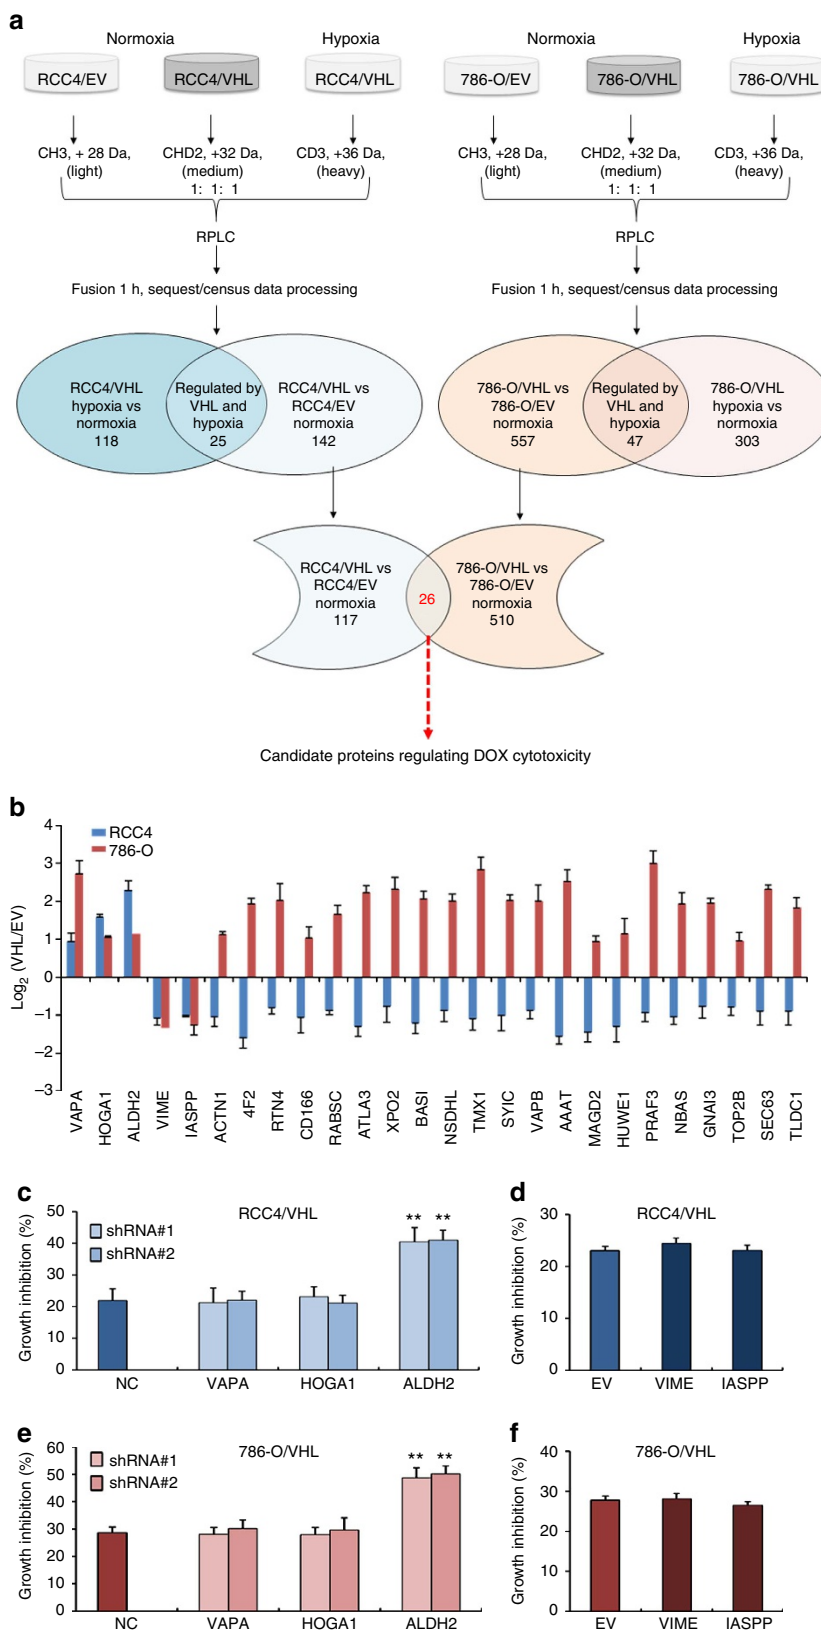 a
Normoxia Hypoxia Normoxia Hypoxia
RCC4/EV RCC4/VHL RCC4/VHL 786-O/EV 786-O/VHL 786-O/VHL
CH3, + 28 Da, (light)
CHD2, +32 Da, (medium)
1: 1: 1
CD3, +36 Da, (heavy)
CH3, +28 Da, (light)
CHD2, +32 Da, (medium)
1: 1: 1
CD3, +36 Da, (heavy)
RPLC RPLC
Fusion 1 h, sequest/census data processing
Fusion 1 h, sequest/census data processing
RCC4/VHL
hypoxia vs
normoxia
118
Regulated by
VHL and
hypoxia
25
RCC4/VHL vs
RCC4/EV
normoxia
142
786-O/VHL vs
786-O/EV
normoxia
557
Regulated by
VHL and
hypoxia
47
786-O/VHL
hypoxia vs
normoxia
303
RCC4/VHL vs
RCC4/EV
normoxia
117
26
786-O/VHL vs
786-O/EV
normoxia
510
Candidate proteins regulating DOX cytotoxicity
b
Log2 (VHL/EV)
4
3
2
1
0
−1
−2
−3
RCC4
786-O
VAPA
HOGA1
ALDH2
VIME
IASPP
ACTN1
4F2
RTN4
CD166
RABSC
ATLA3
XPO2
BASI
NSDHL
TMX1
SYIC
VAPB
AAAT
MAGD2
HUWE1
PRAF3
NBAS
GNAI3
TOP2B
SEC63
TLDC1
c
RCC4/VHL
Growth inhibition (%)
50
40
30
20
10
0
shRNA#1
shRNA#2
** **
NC VAPA HOGA1 ALDH2
d
RCC4/VHL
Growth inhibition (%)
30
20
10
0
EV VIME IASPP
e
786-O/VHL
Growth inhibition (%)
60
50
40
30
20
10
0
shRNA#1
shRNA#2
** **
NC VAPA HOGA1 ALDH2
f
786-O/VHL
Growth inhibition (%)
40
30
20
10
0
EV VIME IASPP